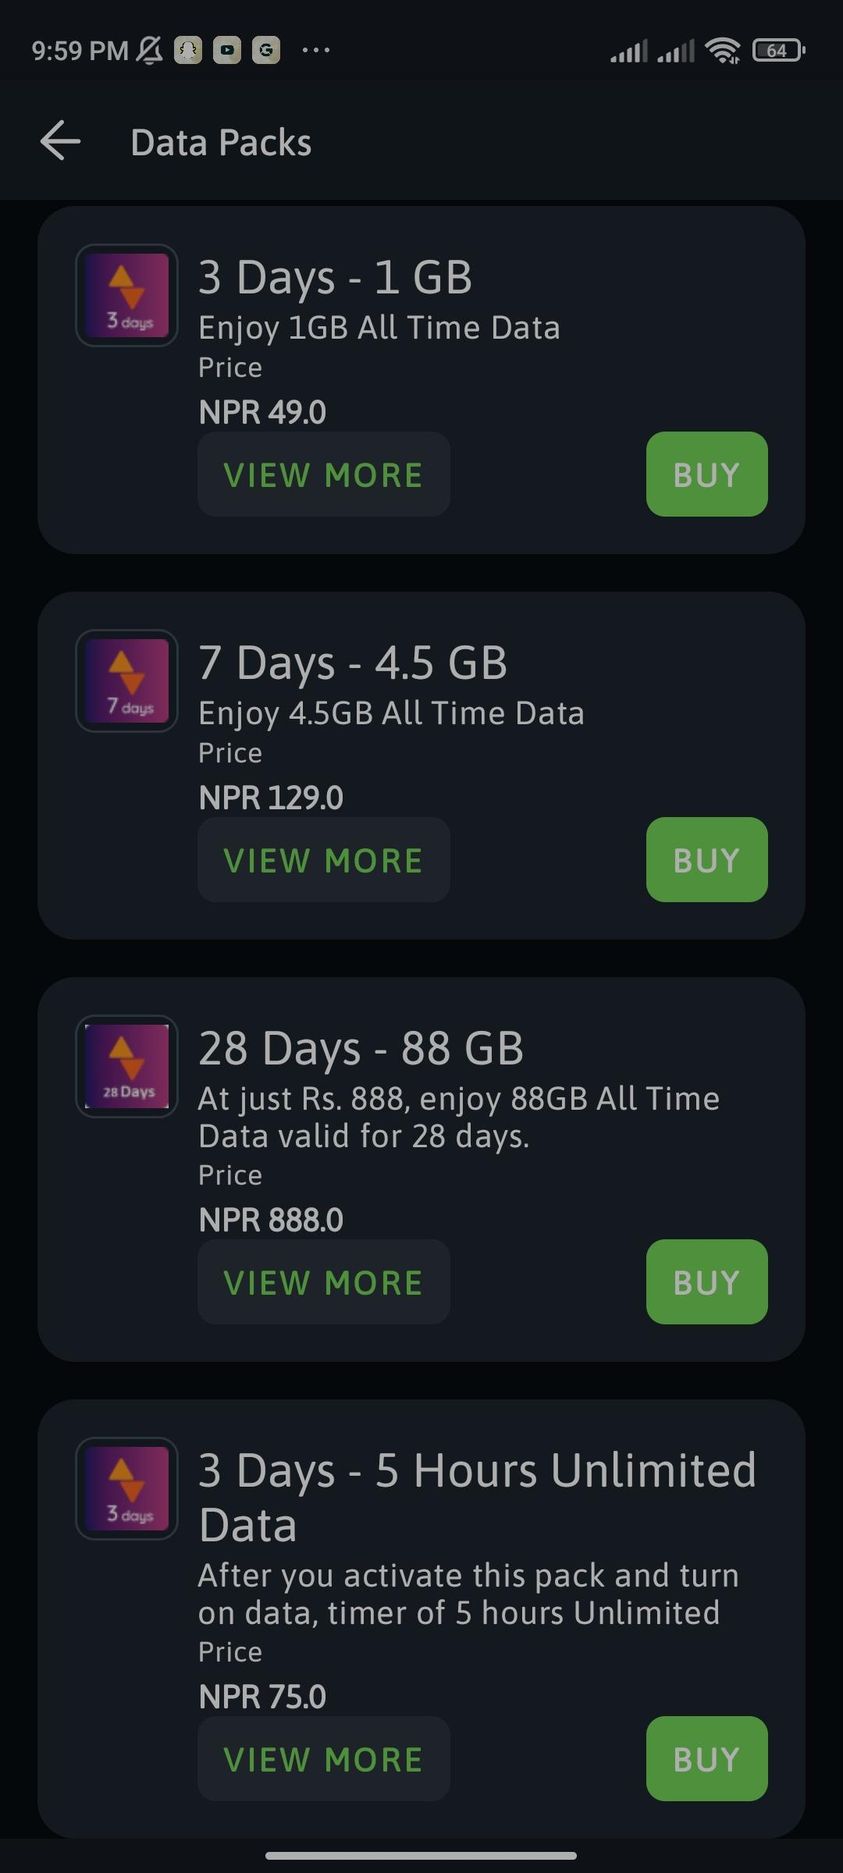 9:59 PM
64
Data Packs
3 days
3 Days - 1 GB
Enjoy 1GB All Time Data
Price
NPR 49.0
VIEW MORE
BUY
7 days
7 Days - 4.5 GB
Enjoy 4.5GB All Time Data
Price
NPR 129.0
VIEW MORE
BUY
28 Days
28 Days - 88 GB
At just Rs. 888, enjoy 88GB All Time
Data valid for 28 days.
Price
NPR 888.0
VIEW MORE
BUY
3 days
3 Days - 5 Hours Unlimited
Data
After you activate this pack and turn
on data, timer of 5 hours Unlimited
Price
NPR 75.0
VIEW MORE
BUY